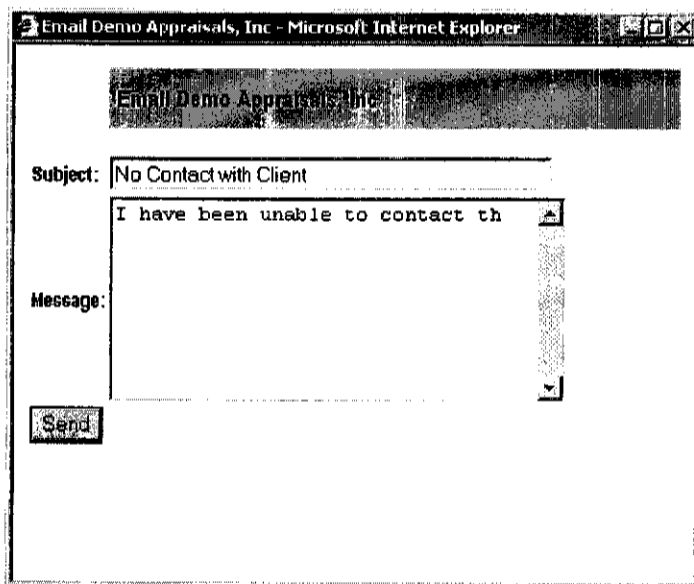 Email Demo Appraisals, Inc - Microsoft Internet Explorer
Email Demo Appraisals, Inc
Subject: No Contact with Client
I have been unable to contact th
Message:
Send